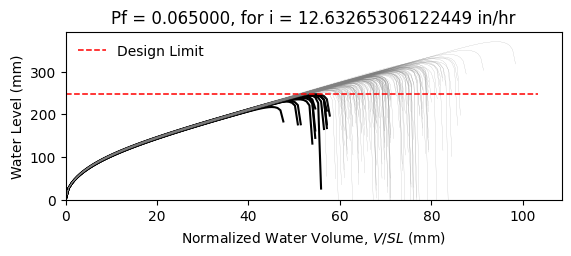 Pf = 0.065000, for i = 12.63265306122449 in/hr
Design Limit
Water Level (mm)
300
200
100
0
0 20 40 60 80 100
Normalized Water Volume, V/SL (mm)